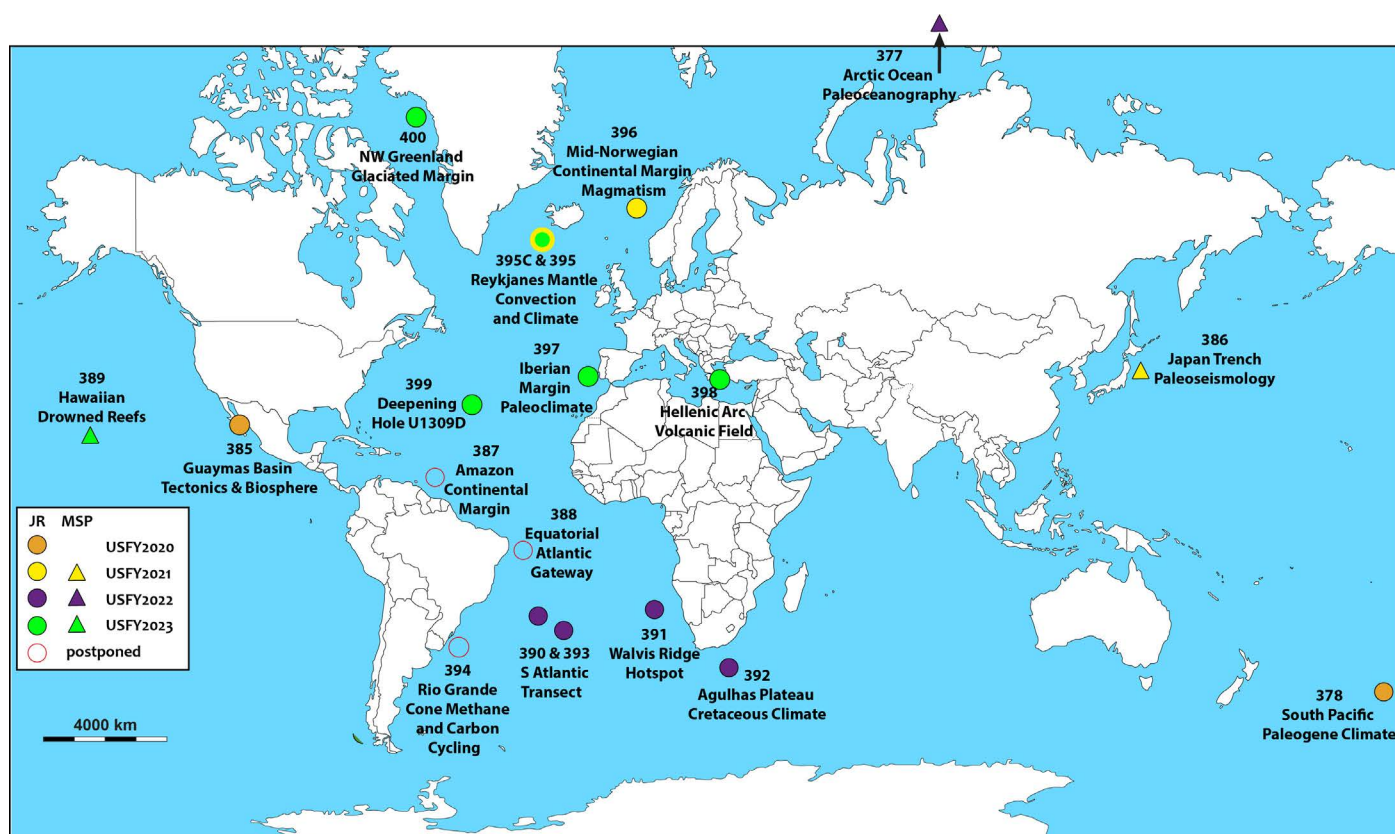 377
Arctic Ocean
Paleoceanography
400
NW Greenland
Glaciated Margin
396
Mid-Norwegian
Continental Margin
Magmatism
395C & 395
Reykjanes Mantle
Convection
and Climate
397
Iberian
Margin
Paleoclimate
386
Japan Trench
Paleoseismology
389
Hawaiian
Drowned Reefs
399
Deepening
Hole U1309D
398
Hellenic Arc
Volcanic Field
385
Guaymas Basin
Tectonics & Biosphere
387
Amazon
Continental
Margin
388
Equatorial
Atlantic
Gateway
JR MSP
USFY2020
USFY2021
USFY2022
USFY2023
postponed
390 & 393
S Atlantic
Transect
391
Walvis Ridge
Hotspot
392
Agulhas Plateau
Cretaceous Climate
394
Rio Grande
Cone Methane
and Carbon
Cycling
378
South Pacific
Paleogene Climate
4000 km